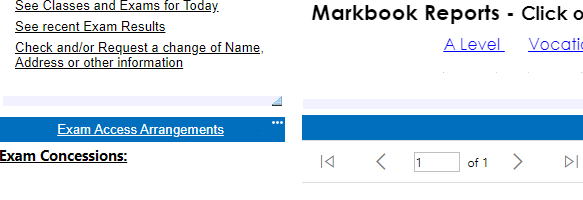 See Classes and Exams for Today
See recent Exam Results
Check and/or Request a change of Name,
Address or other information
Exam Access Arrangements
Exam Concessions:
Markbook Reports - Click
A Level
1 of 1